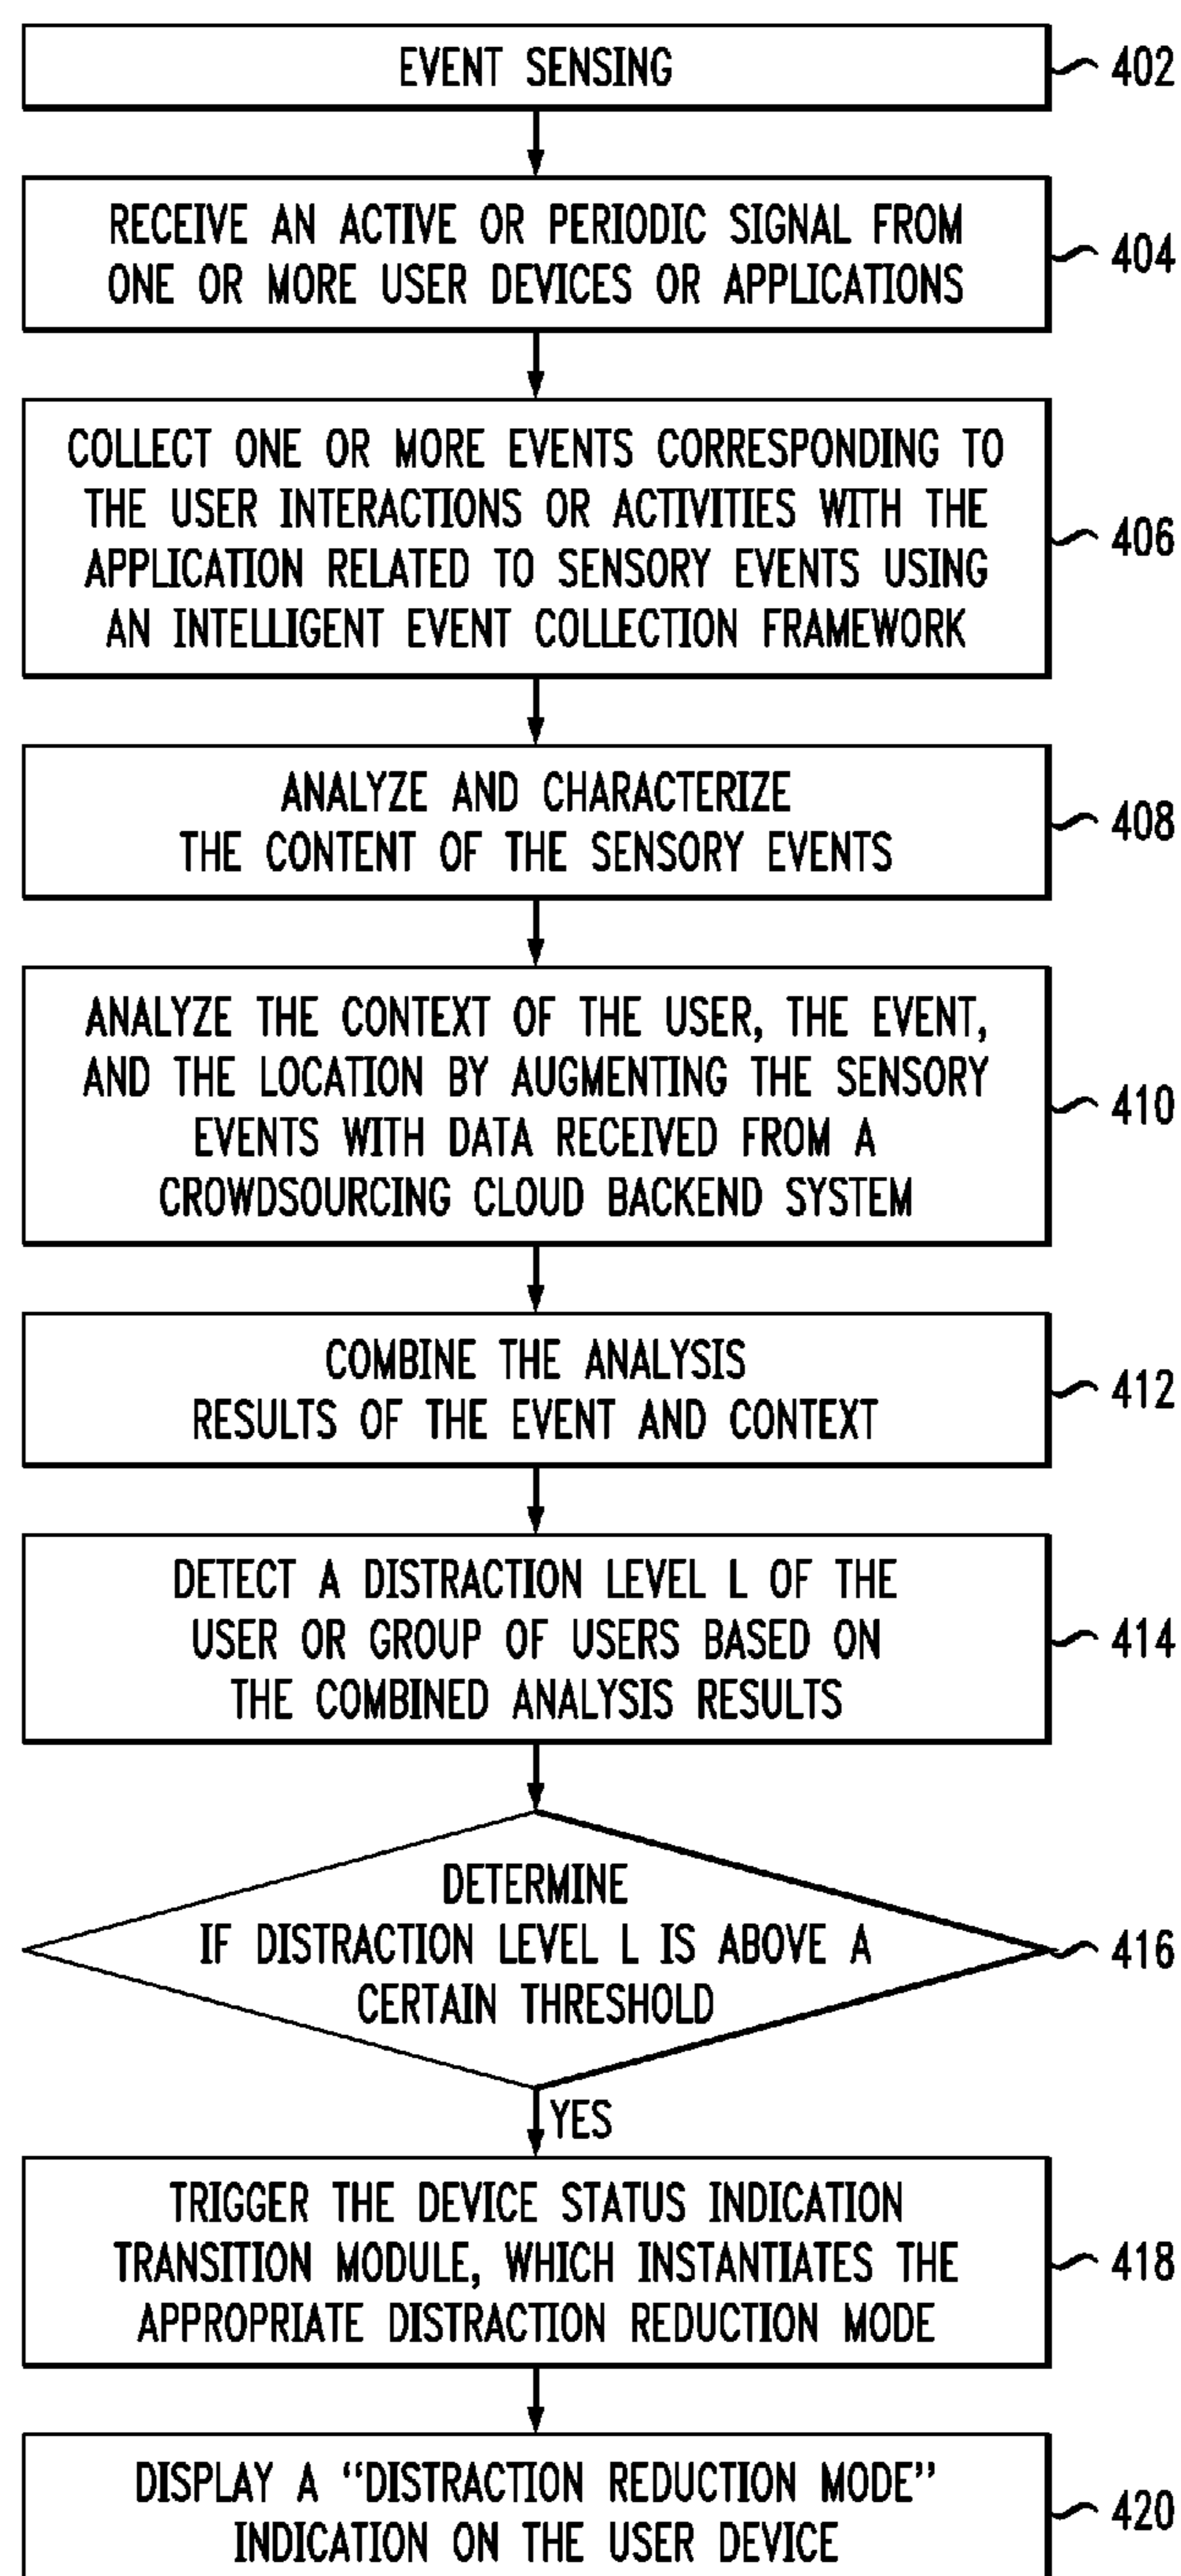 EVENT SENSING
402
RECEIVE AN ACTIVE OR PERIODIC SIGNAL FROM
ONE OR MORE USER DEVICES OR APPLICATIONS
404
COLLECT ONE OR MORE EVENTS CORRESPONDING TO
THE USER INTERACTIONS OR ACTIVITIES WITH THE
APPLICATION RELATED TO SENSORY EVENTS USING
AN INTELLIGENT EVENT COLLECTION FRAMEWORK
406
ANALYZE AND CHARACTERIZE
THE CONTENT OF THE SENSORY EVENTS
408
ANALYZE THE CONTEXT OF THE USER, THE EVENT,
AND THE LOCATION BY AUGMENTING THE SENSORY
EVENTS WITH DATA RECEIVED FROM A
CROWDSOURCING CLOUD BACKEND SYSTEM
410
COMBINE THE ANALYSIS
RESULTS OF THE EVENT AND CONTEXT
412
DETECT A DISTRACTION LEVEL L OF THE
USER OR GROUP OF USERS BASED ON
THE COMBINED ANALYSIS RESULTS
414
DETERMINE
IF DISTRACTION LEVEL L IS ABOVE A
CERTAIN THRESHOLD
416
YES
TRIGGER THE DEVICE STATUS INDICATION
TRANSITION MODULE, WHICH INSTANTIATES THE
APPROPRIATE DISTRACTION REDUCTION MODE
418
DISPLAY A “DISTRACTION REDUCTION MODE”
INDICATION ON THE USER DEVICE
420